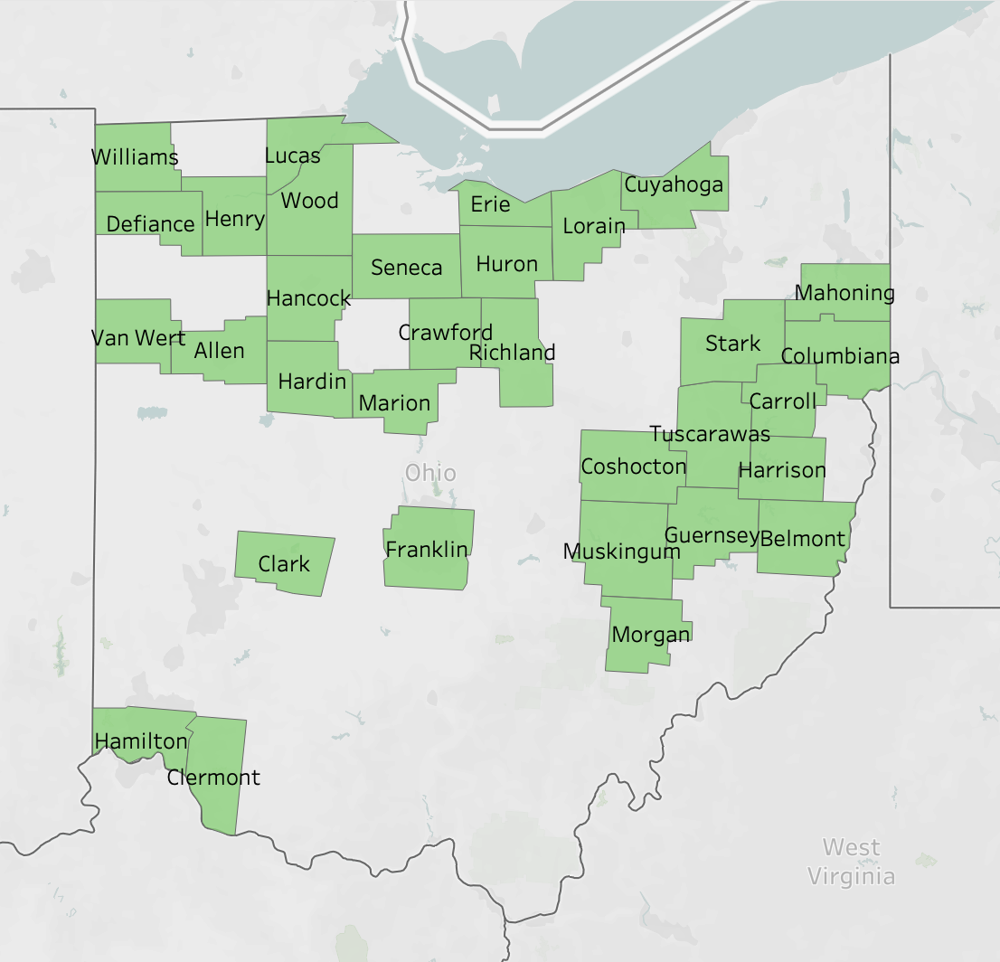 Williams
Lucas
Wood
Defiance
Henry
Erie
Cuyahoga
Lorain
Seneca
Huron
Hancock
Mahoning
Van Wert
Allen
Crawford
Richland
Stark
Columbiana
Hardin
Marion
Carroll
Tuscarawas
Coshocton
Harrison
Ohio
Clark
Franklin
Muskingum
Guernsey
Belmont
Morgan
Hamilton
Clermont
West
Virginia